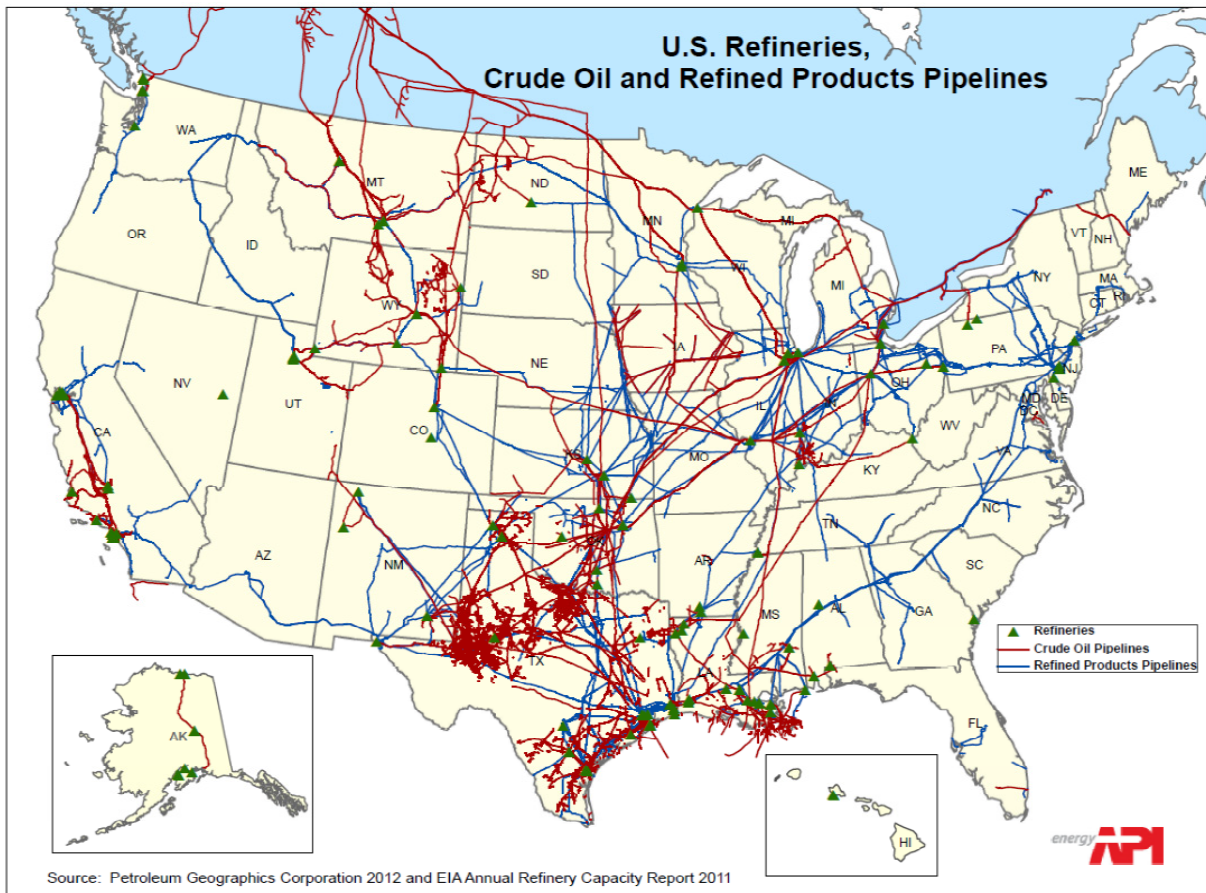 U.S. Refineries,
Crude Oil and Refined Products Pipelines
WA
MT
ND
MN
MI
ME
VT
NH
OR
ID
SD
WI
MI
NY
MA
CT
RI
WY
IA
PA
NE
NJ
OH
NV
UT
IL
IN
MD
DE
DC
CA
CO
KS
MO
WV
VA
KY
NC
TN
AZ
NM
OK
AR
SC
MS
AL
GA
TX
LA
FL
Refineries
Crude Oil Pipelines
Refined Products Pipelines
AK
HI
energy API
Source: Petroleum Geographics Corporation 2012 and EIA Annual Refinery Capacity Report 2011